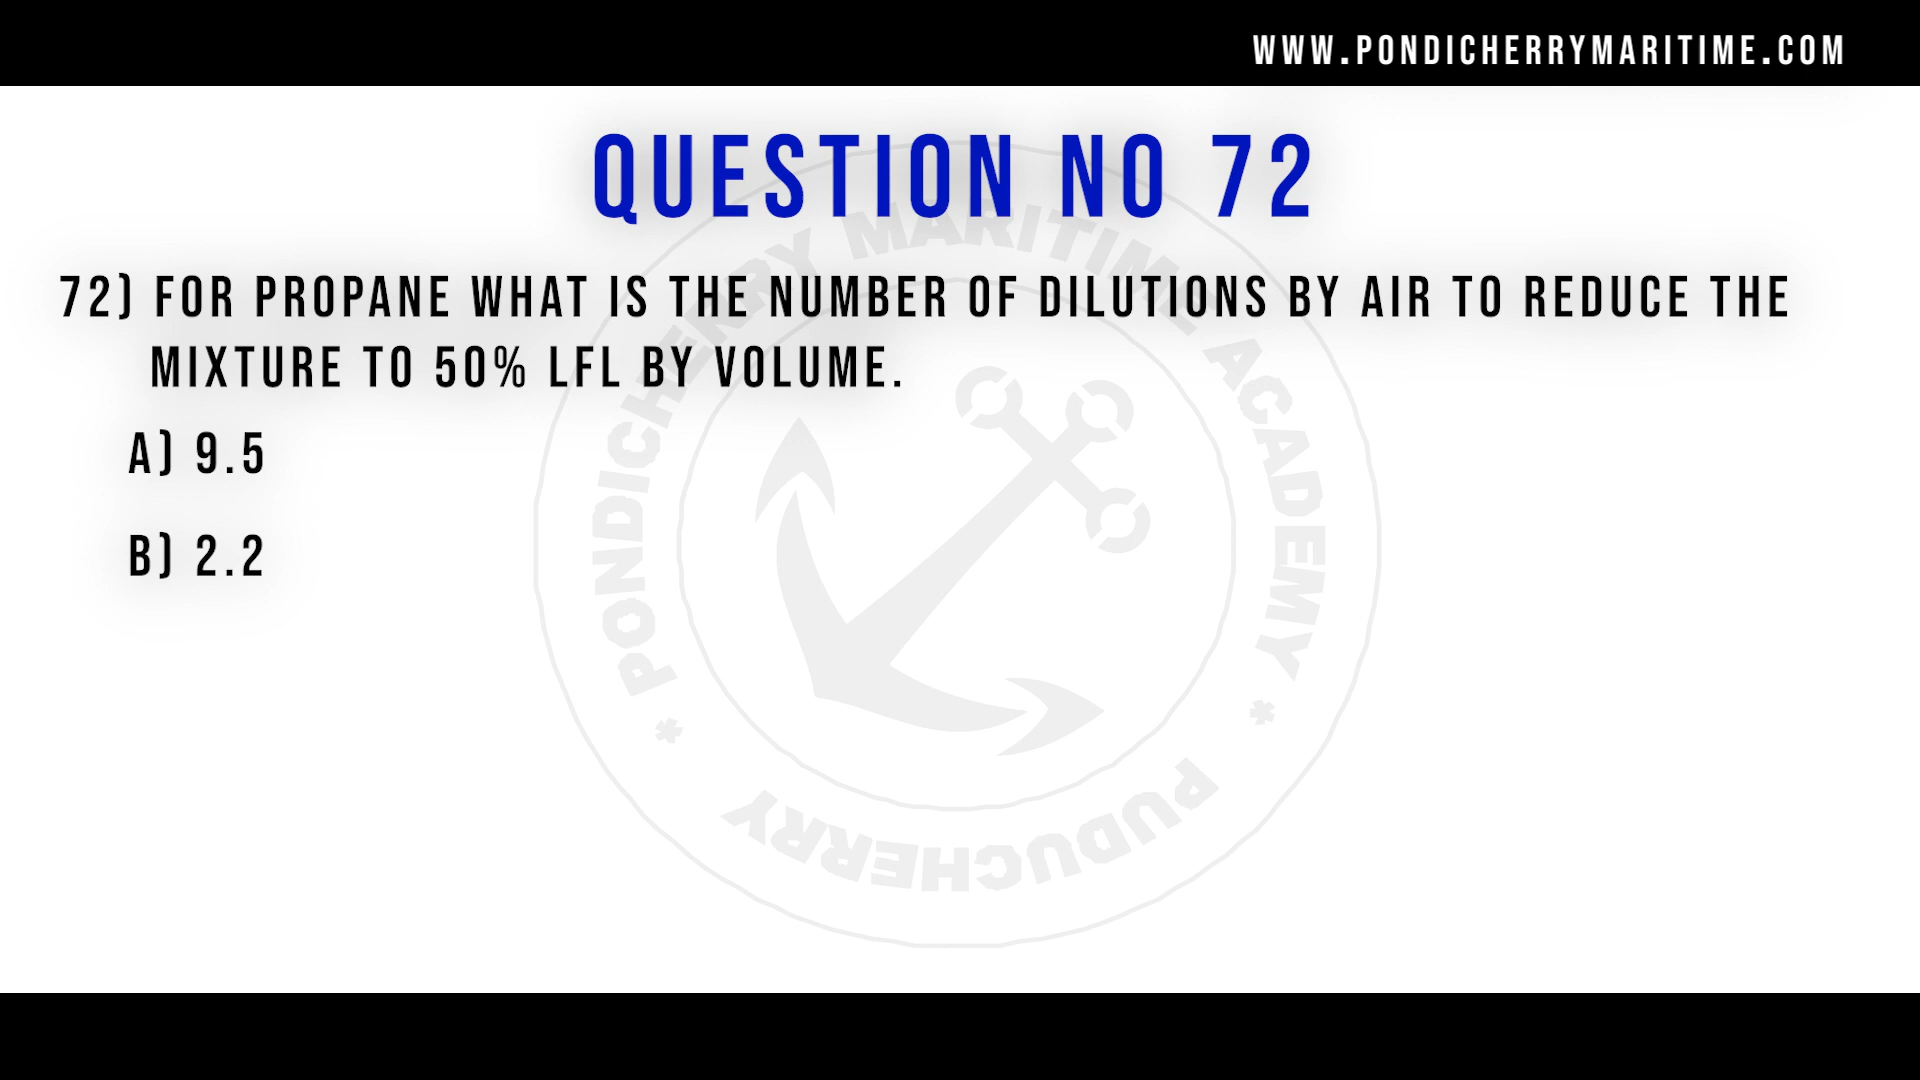 WWW.PONDICHERRYMARITIME.COM
QUESTION NO 72
72) FOR PROPANE WHAT IS THE NUMBER OF DILUTIONS BY AIR TO REDUCE THE
MIXTURE TO 50% LFL BY VOLUME.
A) 9.5
B) 2.2
PONDICHERRY MARITIME ACADEMY
* PUDUCHERRY *